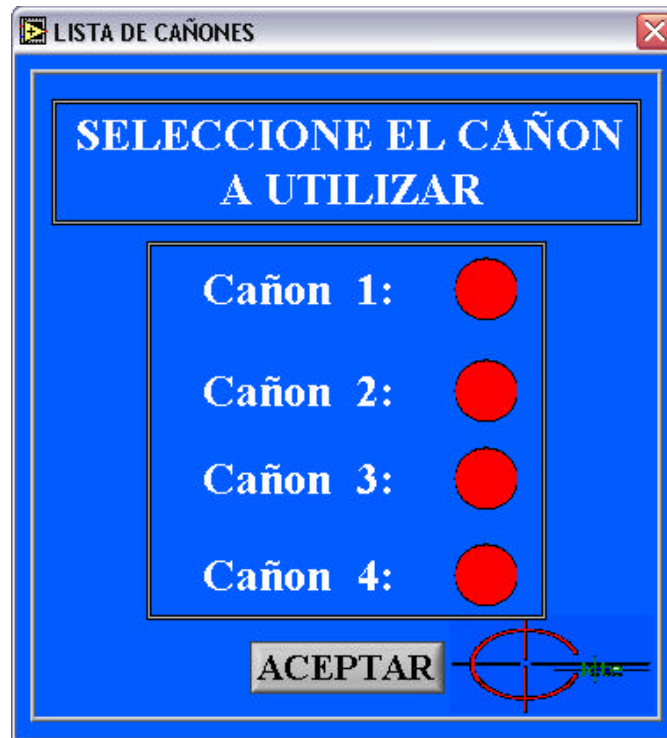 LISTA DE CAÑONES
SELECCIONE EL CAÑON
A UTILIZAR
Cañon 1:
Cañon 2:
Cañon 3:
Cañon 4:
ACEPTAR